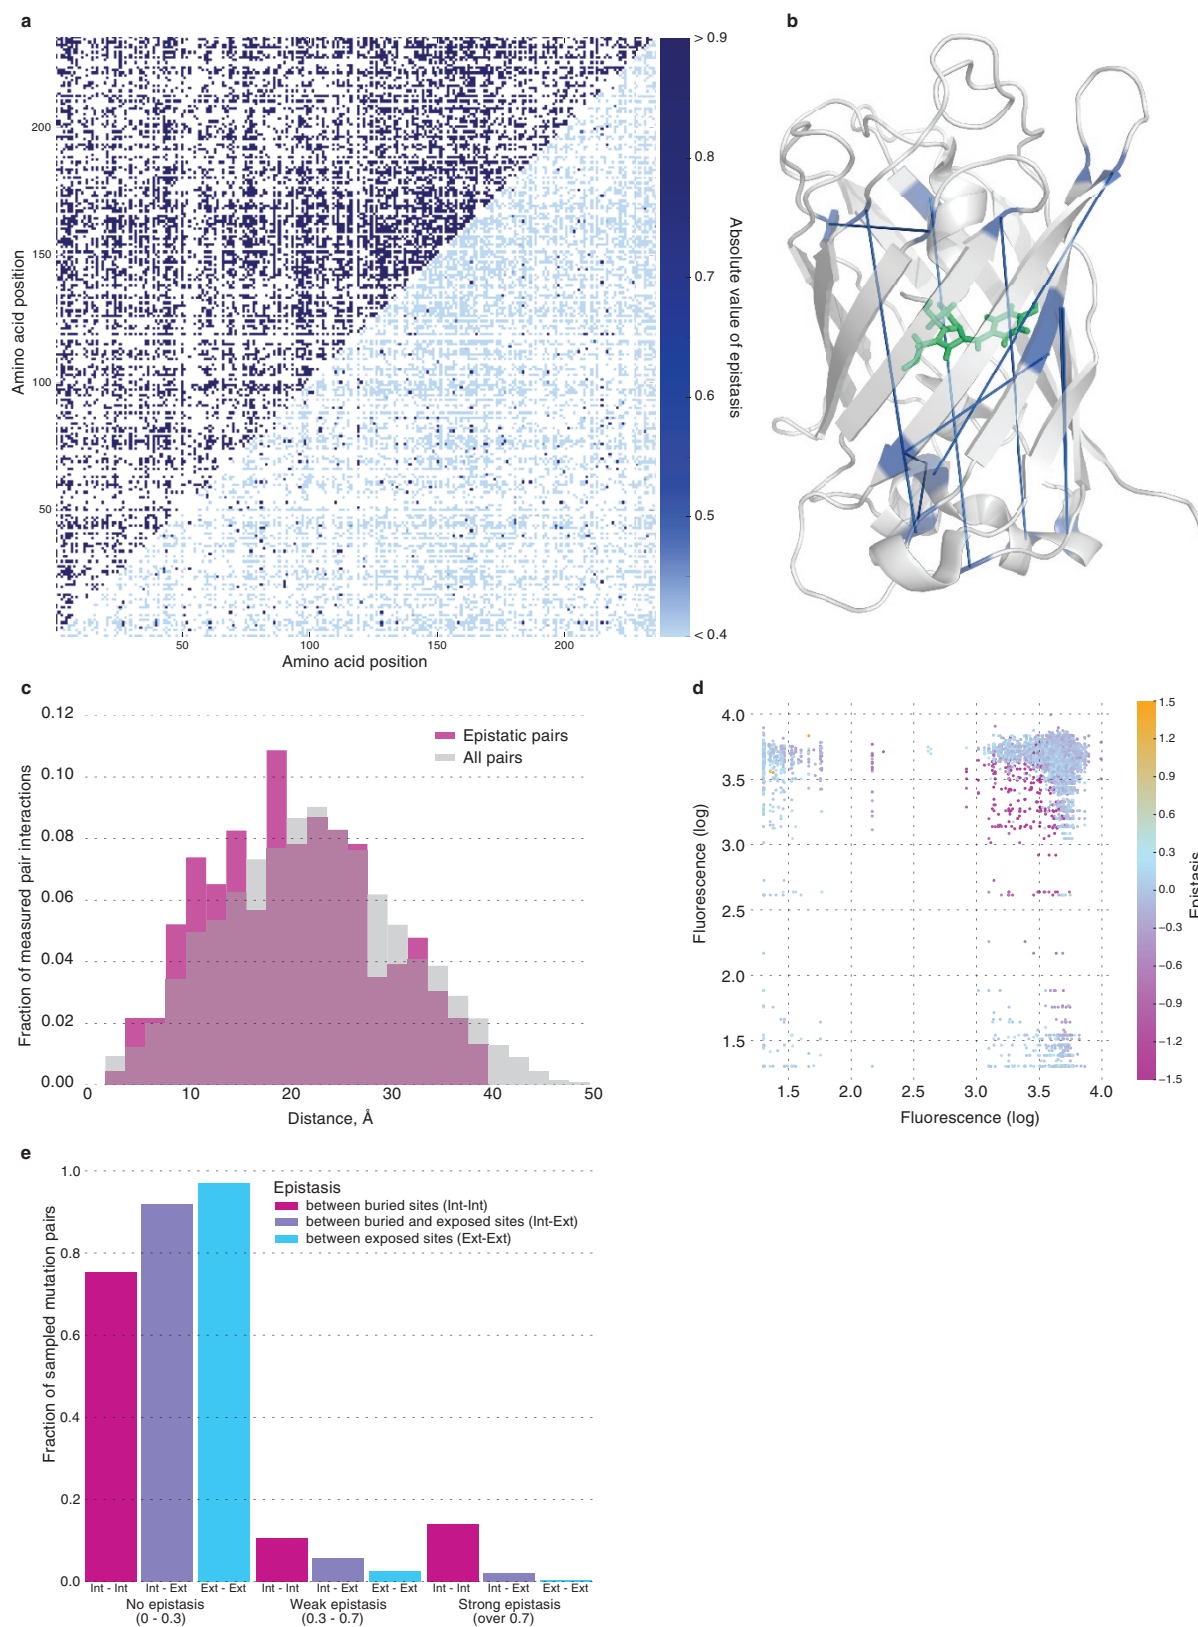 a
Amino acid position
200
150
100
50
50
100
150
200
Amino acid position
> 0.9
0.8
0.7
0.6
0.5
< 0.4
Absolute value of epistasis
b
c
Fraction of measured pair interactions
0.12
0.10
0.08
0.06
0.04
0.02
0.00
Epistatic pairs
All pairs
0
10
20
30
40
50
Distance, Å
d
Fluorescence (log)
4.0
3.5
3.0
2.5
2.0
1.5
1.5
2.0
2.5
3.0
3.5
4.0
Fluorescence (log)
1.5
1.2
0.9
0.6
0.3
0.0
−0.3
−0.6
−0.9
−1.2
−1.5
Epistasis
e
Fraction of sampled mutation pairs
1.0
0.8
0.6
0.4
0.2
0.0
Epistasis
between buried sites (Int-Int)
between buried and exposed sites (Int-Ext)
between exposed sites (Ext-Ext)
Int - Int
Int - Ext
Ext - Ext
Int - Int
Int - Ext
Ext - Ext
Int - Int
Int - Ext
Ext - Ext
No epistasis
(0 - 0.3)
Weak epistasis
(0.3 - 0.7)
Strong epistasis
(over 0.7)